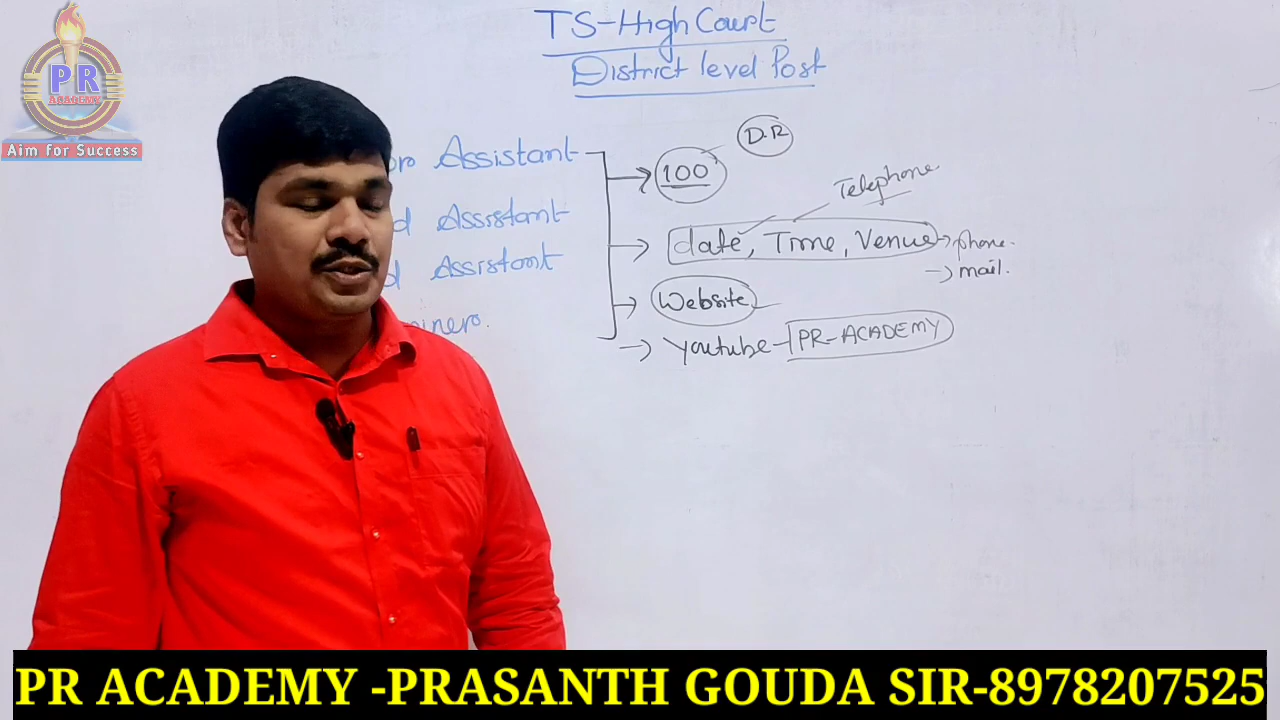 TS-High Court
District level Post
PR
ACADEMY
Aim for Success
Assistant
100
D.R
Assistant
date, Time, Venue
Telephone
phone.
mail.
Assistant
Website
Youtube - PR-ACADEMY
PR ACADEMY -PRASANTH GOUDA SIR-8978207525